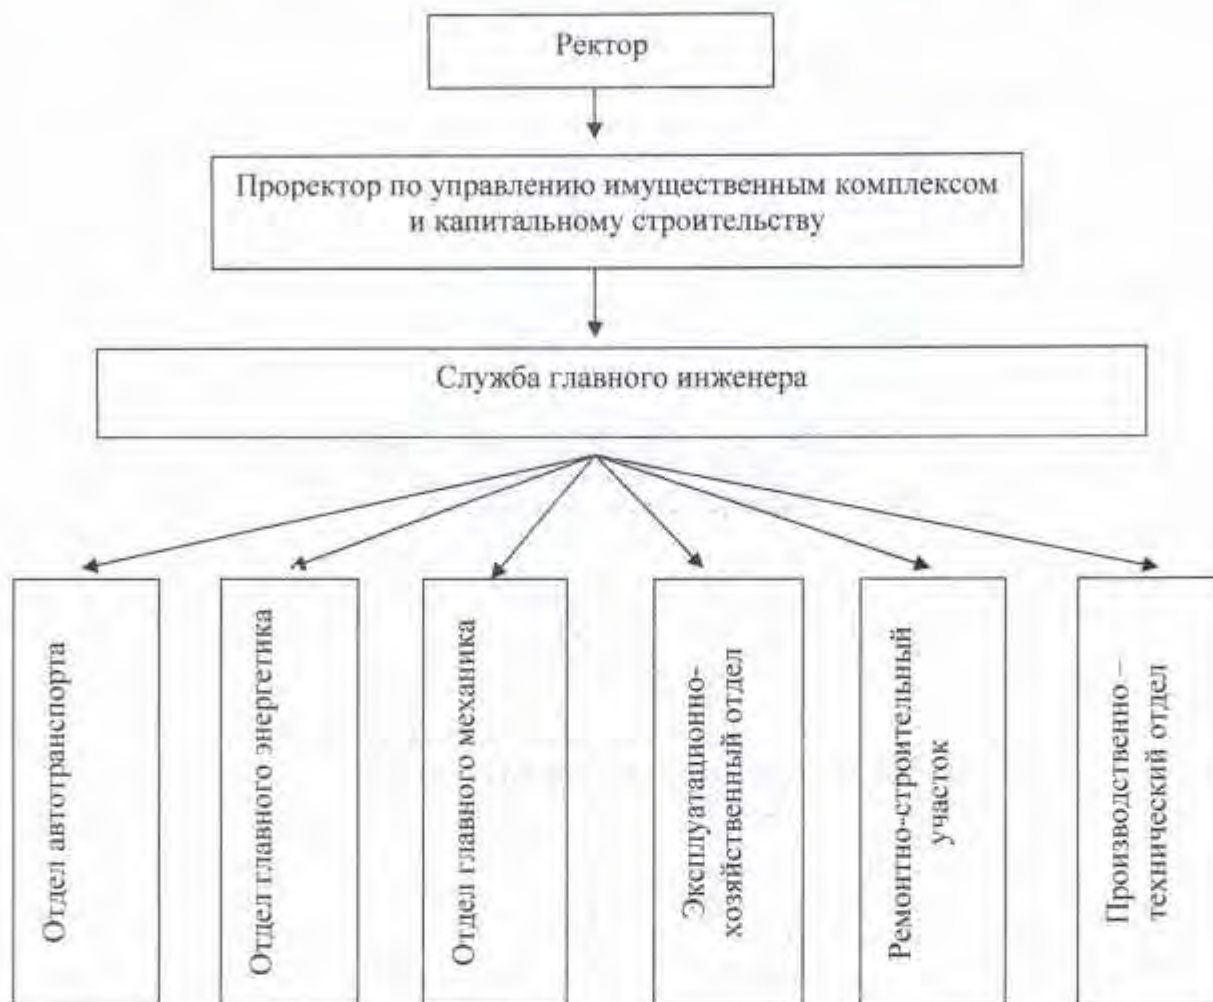 Ректор
Проректор по управлению имущественным комплексом
и капитальному строительству
Служба главного инженера
Отдел автотранспорта
Отдел главного энергетика
Отдел главного механика
Эксплуатационно-
хозяйственный отдел
Ремонтно-строительный
участок
Производственно –
технический отдел